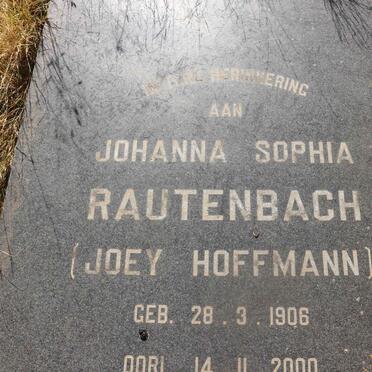 HERINNERING
AAN
JOHANNA SOPHIA
RAUTENBACH
(JOEY HOFFMANN)
GEB. 28.3.1906
OORL. 14.11.2000